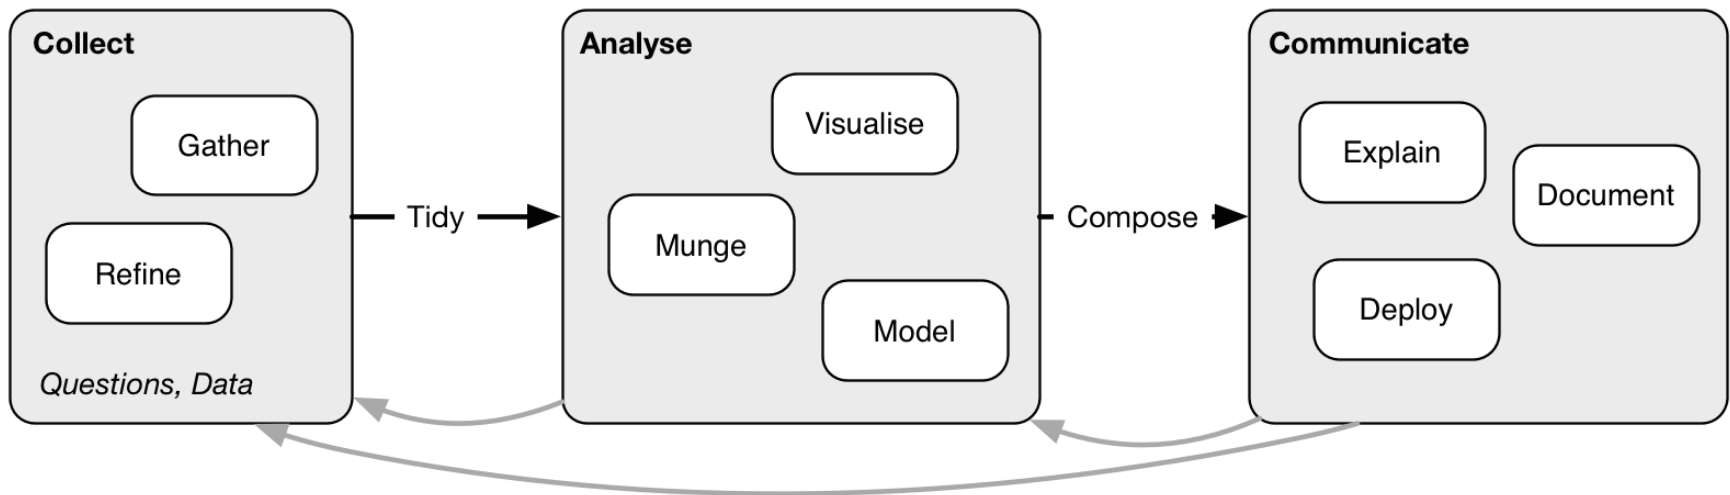 Collect
Gather
Refine
Questions, Data
Tidy
Analyse
Visualise
Munge
Model
Compose
Communicate
Explain
Document
Deploy